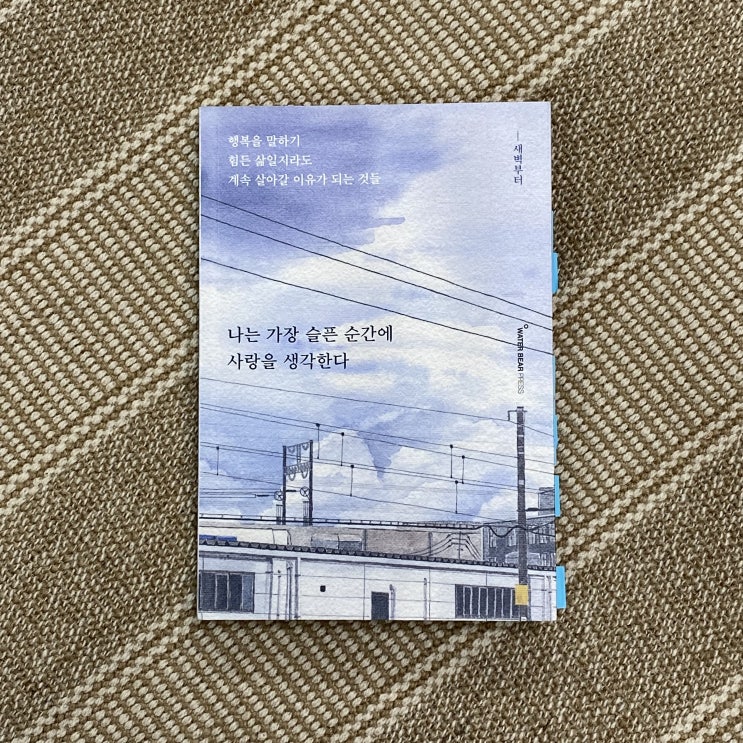 행복을 말하기
힘든 삶일지라도
계속 살아갈 이유가 되는 것들
새벽부터
나는 가장 슬픈 순간에
사랑을 생각한다
WATER BEAR PRESS